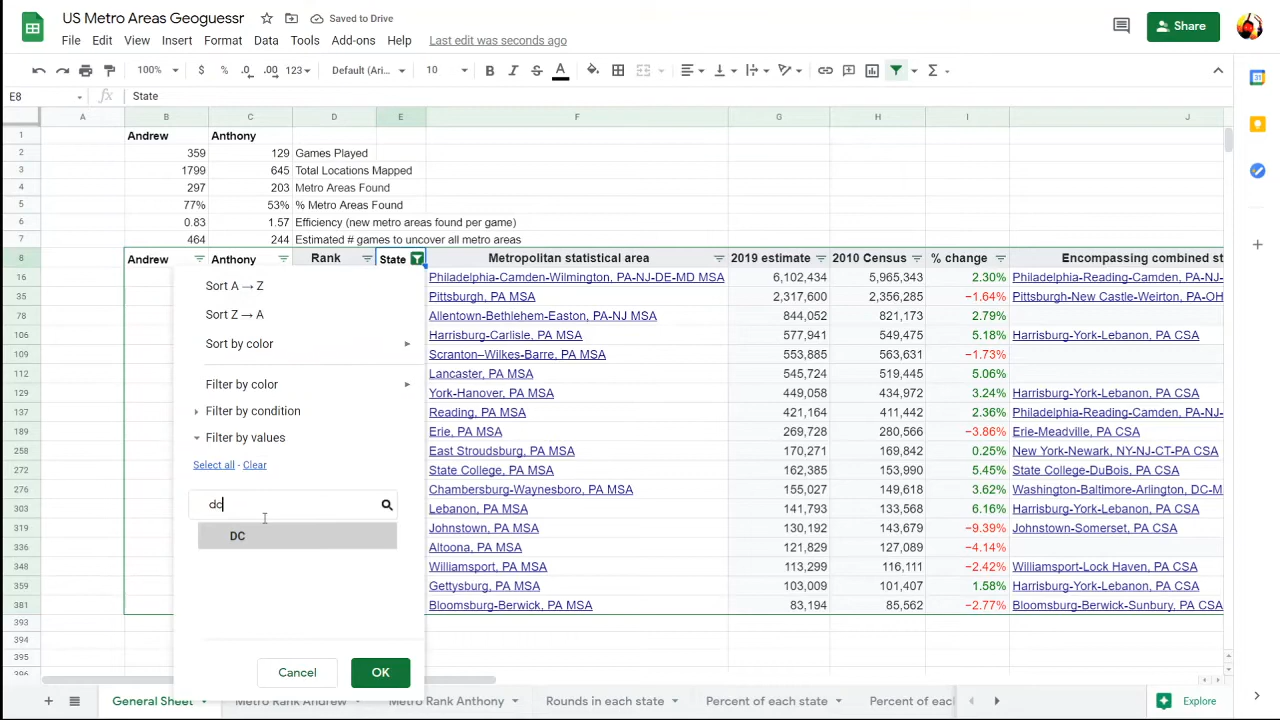 US Metro Areas Geoguessr
Saved to Drive
Share
File Edit View Insert Format Data Tools Add-ons Help Last edit was seconds ago
100% $ % .0 .00 123 Default (Ari... 10 B I S A
E8 fx State
A B C D E F G H I J
1 Andrew Anthony
2 359 129 Games Played
3 1799 645 Total Locations Mapped
4 297 203 Metro Areas Found
5 77% 53% % Metro Areas Found
6 0.83 1.57 Efficiency (new metro areas found per game)
7 464 244 Estimated # games to uncover all metro areas
8 Andrew Anthony Rank State Metropolitan statistical area 2019 estimate 2010 Census % change Encompassing combined st
16 Philadelphia-Camden-Wilmington, PA-NJ-DE-MD MSA 6,102,434 5,965,343 2.30% Philadelphia-Reading-Camden, PA-NJ-
35 Pittsburgh, PA MSA 2,317,600 2,356,285 −1.64% Pittsburgh-New Castle-Weirton, PA-OH
78 Allentown-Bethlehem-Easton, PA-NJ MSA 844,052 821,173 2.79%
106 Harrisburg-Carlisle, PA MSA 577,941 549,475 5.18% Harrisburg-York-Lebanon, PA CSA
109 Scranton–Wilkes-Barre, PA MSA 553,885 563,631 −1.73%
112 Lancaster, PA MSA 545,724 519,445 5.06%
129 York-Hanover, PA MSA 449,058 434,972 3.24% Harrisburg-York-Lebanon, PA CSA
137 Reading, PA MSA 421,164 411,442 2.36% Philadelphia-Reading-Camden, PA-NJ-
189 Erie, PA MSA 269,728 280,566 −3.86% Erie-Meadville, PA CSA
258 East Stroudsburg, PA MSA 170,271 169,842 0.25% New York-Newark, NY-NJ-CT-PA CSA
272 State College, PA MSA 162,385 153,990 5.45% State College-DuBois, PA CSA
276 Chambersburg-Waynesboro, PA MSA 155,027 149,618 3.62% Washington-Baltimore-Arlington, DC-M
303 Lebanon, PA MSA 141,793 133,568 6.16% Harrisburg-York-Lebanon, PA CSA
319 Johnstown, PA MSA 130,192 143,679 −9.39% Johnstown-Somerset, PA CSA
336 Altoona, PA MSA 121,829 127,089 −4.14%
348 Williamsport, PA MSA 113,299 116,111 −2.42% Williamsport-Lock Haven, PA CSA
359 Gettysburg, PA MSA 103,009 101,407 1.58% Harrisburg-York-Lebanon, PA CSA
381 Bloomsburg-Berwick, PA MSA 83,194 85,562 −2.77% Bloomsburg-Berwick-Sunbury, PA CSA
393
394
395
396
Sort A → Z
Sort Z → A
Sort by color
Filter by color
Filter by condition
Filter by values
Select all - Clear
dc
DC
Cancel OK
General Sheet Metro Rank Andrew Metro Rank Anthony Rounds in each state Percent of each state Percent of eacl Explore
31